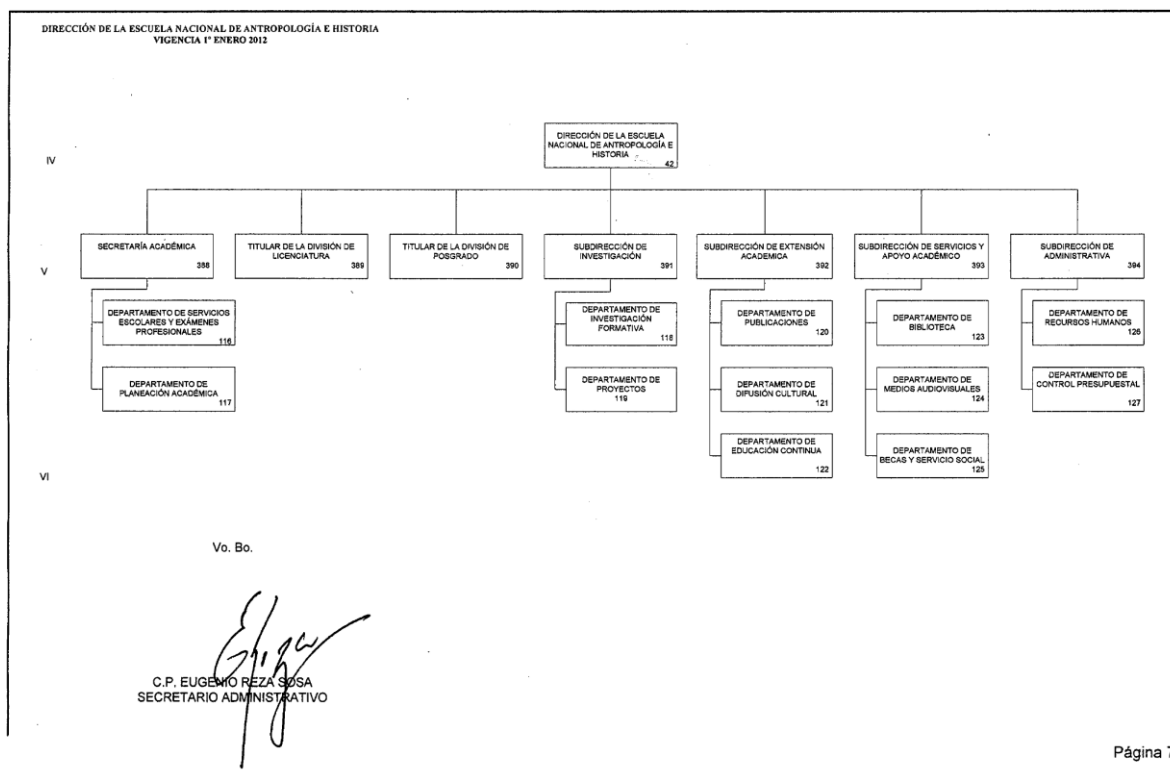 DIRECCIÓN DE LA ESCUELA NACIONAL DE ANTROPOLOGÍA E HISTORIA
VIGENCIA 1º ENERO 2012
IV
DIRECCIÓN DE LA ESCUELA
NACIONAL DE ANTROPOLOGÍA E
HISTORIA
42
V
SECRETARÍA ACADÉMICA
388
TITULAR DE LA DIVISIÓN DE
LICENCIATURA
389
TITULAR DE LA DIVISIÓN DE
POSGRADO
390
SUBDIRECCIÓN DE
INVESTIGACIÓN
391
SUBDIRECCIÓN DE EXTENSIÓN
ACADEMICA
392
SUBDIRECCIÓN DE SERVICIOS Y
APOYO ACADÉMICO
393
SUBDIRECCIÓN DE
ADMINISTRATIVA
394
DEPARTAMENTO DE SERVICIOS
ESCOLARES Y EXÁMENES
PROFESIONALES
116
DEPARTAMENTO DE
INVESTIGACIÓN
FORMATIVA
118
DEPARTAMENTO DE
PUBLICACIONES
120
DEPARTAMENTO DE
BIBLIOTECA
123
DEPARTAMENTO DE
RECURSOS HUMANOS
126
DEPARTAMENTO DE
PLANEACIÓN ACADÉMICA
117
DEPARTAMENTO DE
PROYECTOS
119
DEPARTAMENTO DE
DIFUSIÓN CULTURAL
121
DEPARTAMENTO DE
MEDIOS AUDIOVISUALES
124
DEPARTAMENTO DE
CONTROL PRESUPUESTAL
127
VI
DEPARTAMENTO DE
EDUCACIÓN CONTINUA
122
DEPARTAMENTO DE
BECAS Y SERVICIO SOCIAL
125
Vo. Bo.
C.P. EUGENIO REZA SOSA
SECRETARIO ADMINISTRATIVO
Página 7